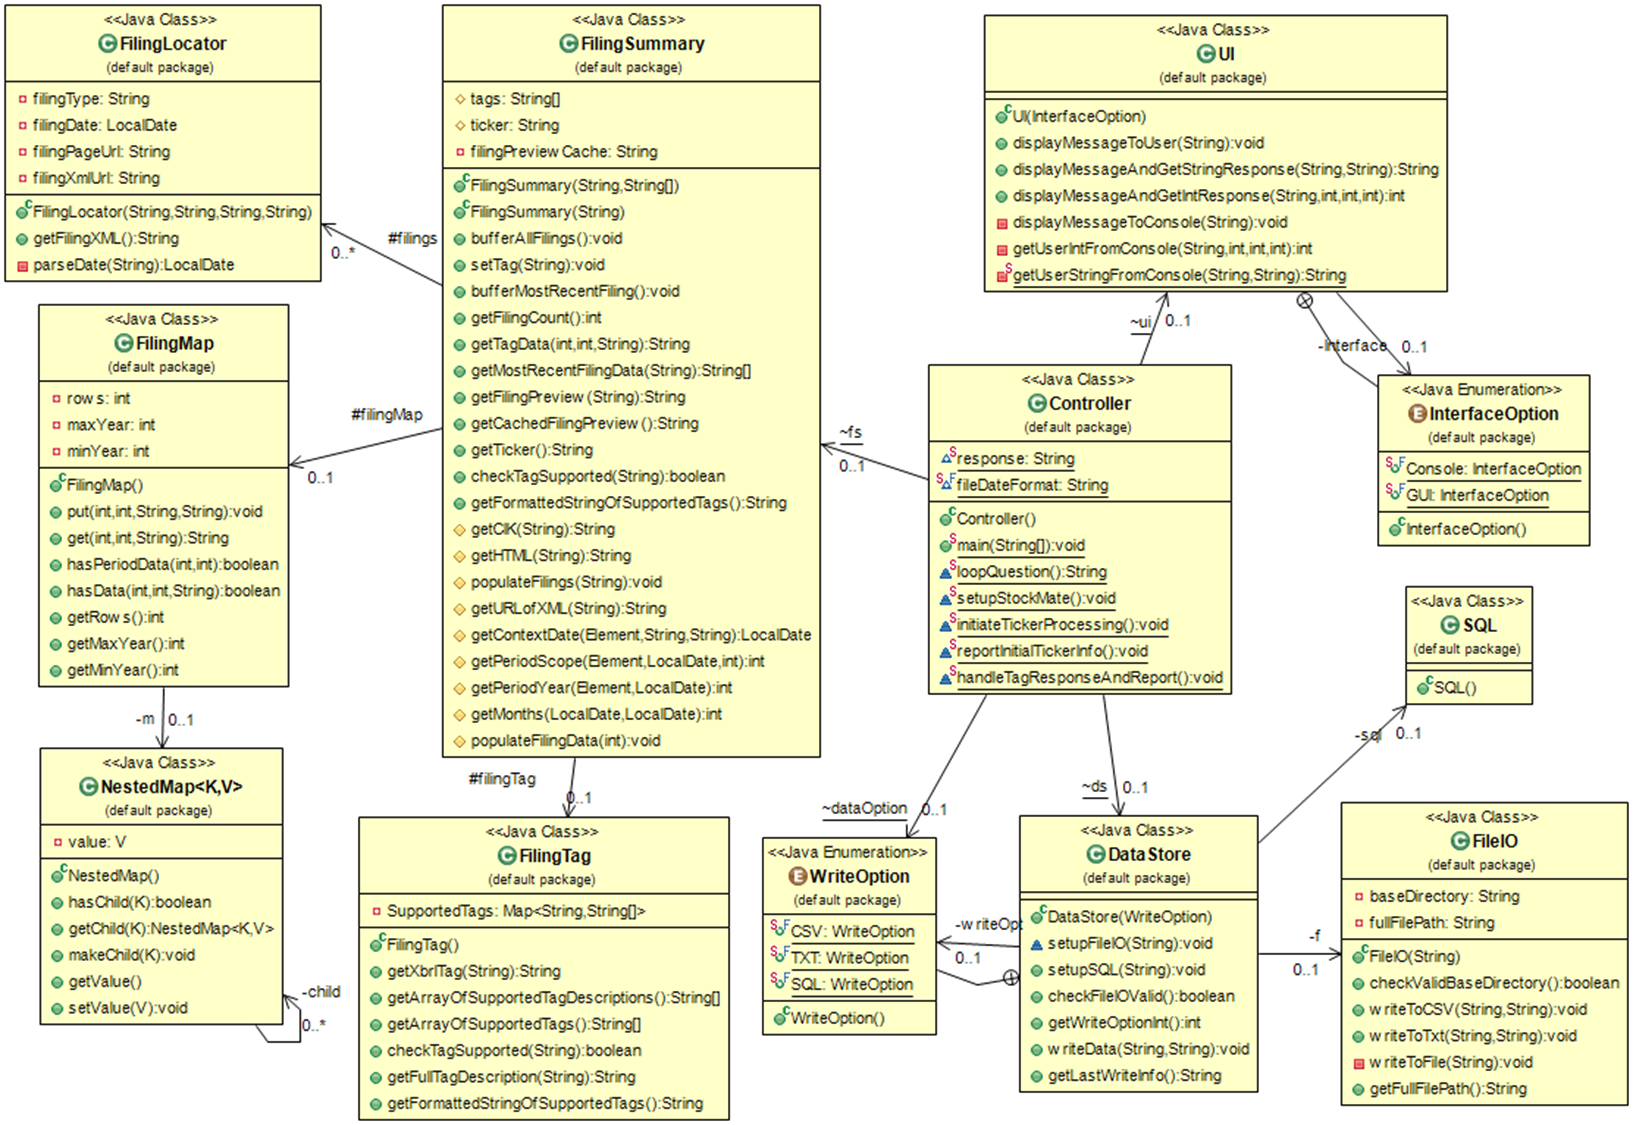 <<Java Class>>
FilingLocator
(default package)
filingType: String
filingDate: LocalDate
filingPageUrl: String
filingXmlUrl: String
FilingLocator(String,String,String,String)
getFilingXML():String
parseDate(String):LocalDate
#filings
0..*
<<Java Class>>
FilingMap
(default package)
rows: int
maxYear: int
minYear: int
FilingMap()
put(int,int,String,String):void
get(int,int,String):String
hasPeriodData(int,int):boolean
hasData(int,int,String):boolean
getRows():int
getMaxYear():int
getMinYear():int
#filingMap
0..1
-m
0..1
<<Java Class>>
NestedMap<K,V>
(default package)
value: V
NestedMap()
hasChild(K):boolean
getChild(K):NestedMap<K,V>
makeChild(K):void
getValue()
setValue(V):void
-child
0..*
<<Java Class>>
FilingSummary
(default package)
tags: String[]
ticker: String
filingPreviewCache: String
FilingSummary(String,String[])
FilingSummary(String)
bufferAllFilings():void
setTag(String):void
bufferMostRecentFiling():void
getFilingCount():int
getTagData(int,int,String):String
getMostRecentFilingData(String):String[]
getFilingPreview(String):String
getCachedFilingPreview():String
getTicker():String
checkTagSupported(String):boolean
getFormattedStringOfSupportedTags():String
getCIK(String):String
getHTML(String):String
populateFilings(String):void
getURLofXML(String):String
getContextDate(Element,String,String):LocalDate
getPeriodScope(Element,LocalDate,int):int
getPeriodYear(Element,LocalDate):int
getMonths(LocalDate,LocalDate):int
populateFilingData(int):void
#filingTag
0..1
<<Java Class>>
FilingTag
(default package)
SupportedTags: Map<String,String[]>
FilingTag()
getXbrlTag(String):String
getArrayOfSupportedTagDescriptions():String[]
getArrayOfSupportedTags():String[]
checkTagSupported(String):boolean
getFullTagDescription(String):String
getFormattedStringOfSupportedTags():String
<<Java Class>>
UI
(default package)
UI(InterfaceOption)
displayMessageToUser(String):void
displayMessageAndGetStringResponse(String,String):String
displayMessageAndGetIntResponse(String,int,int,int):int
displayMessageToConsole(String):void
getUserIntFromConsole(String,int,int,int):int
getUserStringFromConsole(String,String):String
~ui
0..1
-Interface
0..1
<<Java Enumeration>>
InterfaceOption
(default package)
Console: InterfaceOption
GUI: InterfaceOption
InterfaceOption()
<<Java Class>>
Controller
(default package)
response: String
fileDateFormat: String
Controller()
main(String[]):void
loopQuestion():String
setupStockMate():void
initiateTickerProcessing():void
reportInitialTickerInfo():void
handleTagResponseAndReport():void
~fs
0..1
~dataOption
0..1
~ds
0..1
<<Java Class>>
SQL
(default package)
SQL()
-sql
0..1
<<Java Enumeration>>
WriteOption
(default package)
CSV: WriteOption
TXT: WriteOption
SQL: WriteOption
WriteOption()
-writeOpt
0..1
<<Java Class>>
DataStore
(default package)
DataStore(WriteOption)
setupFileIO(String):void
setupSQL(String):void
checkFileIOValid():boolean
getWriteOptionInt():int
writeData(String,String):void
getLastWriteInfo():String
-f
0..1
<<Java Class>>
FileIO
(default package)
baseDirectory: String
fullFilePath: String
FileIO(String)
checkValidBaseDirectory():boolean
writeToCSV(String,String):void
writeToTxt(String,String):void
writeToFile(String):void
getFullFilePath():String